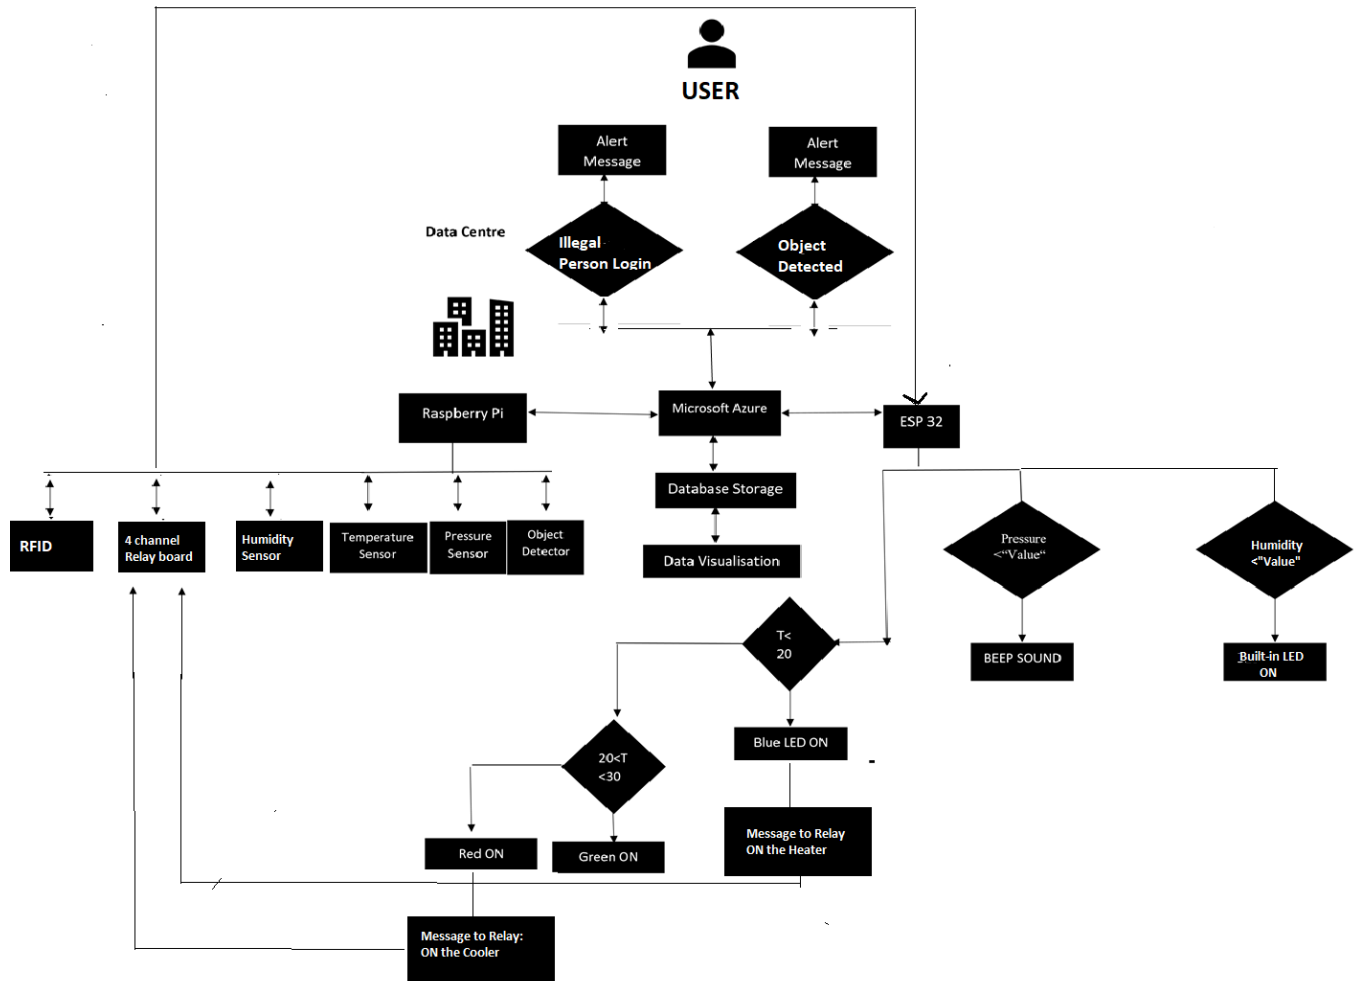 USER
Alert
Message
Alert
Message
Data Centre
Illegal
Person Login
Object
Detected
Raspberry Pi
Microsoft Azure
ESP 32
Database Storage
RFID
4 channel
Relay board
Humidity
Sensor
Temperature
Sensor
Pressure
Sensor
Object
Detector
Data Visualisation
Pressure
<"Value"
Humidity
<"Value"
T<
20
BEEP SOUND
Built-in LED
ON
Blue LED ON
20<T
<30
Message to Relay
ON the Heater
Red ON
Green ON
Message to Relay:
ON the Cooler